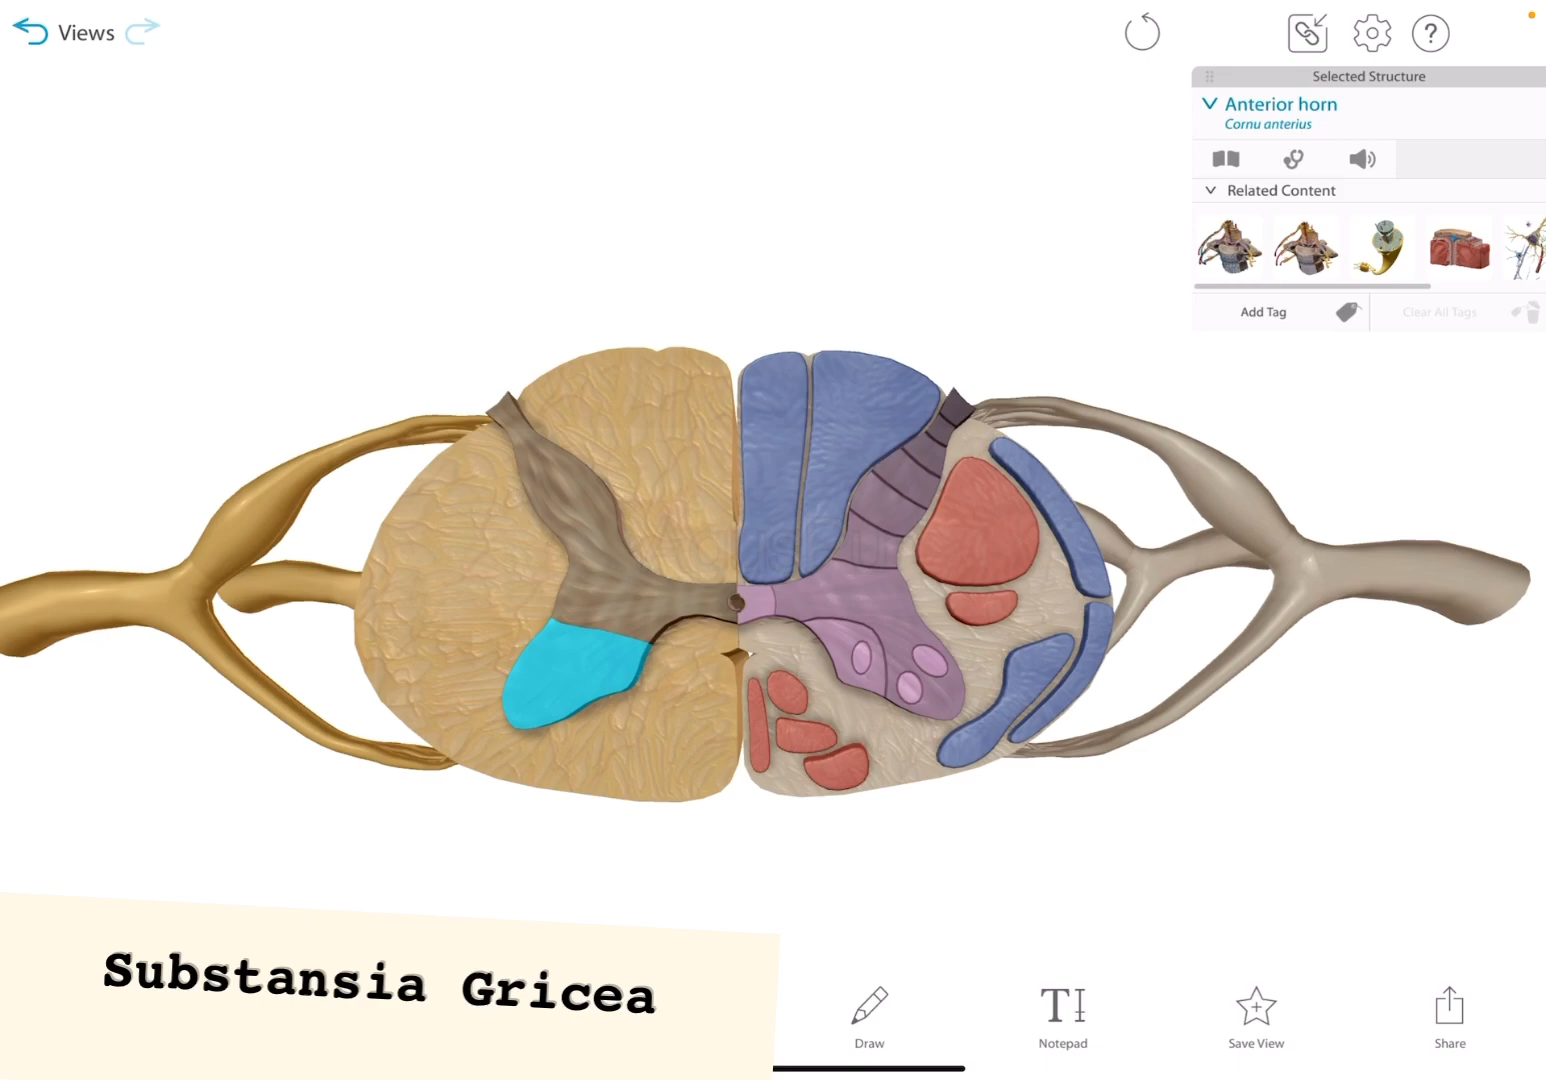 Views
?
Selected Structure
Anterior horn
Cornu anterius
Related Content
Add Tag
Clear All Tags
Substansia Gricea
Draw
TI
Notepad
Save View
Share